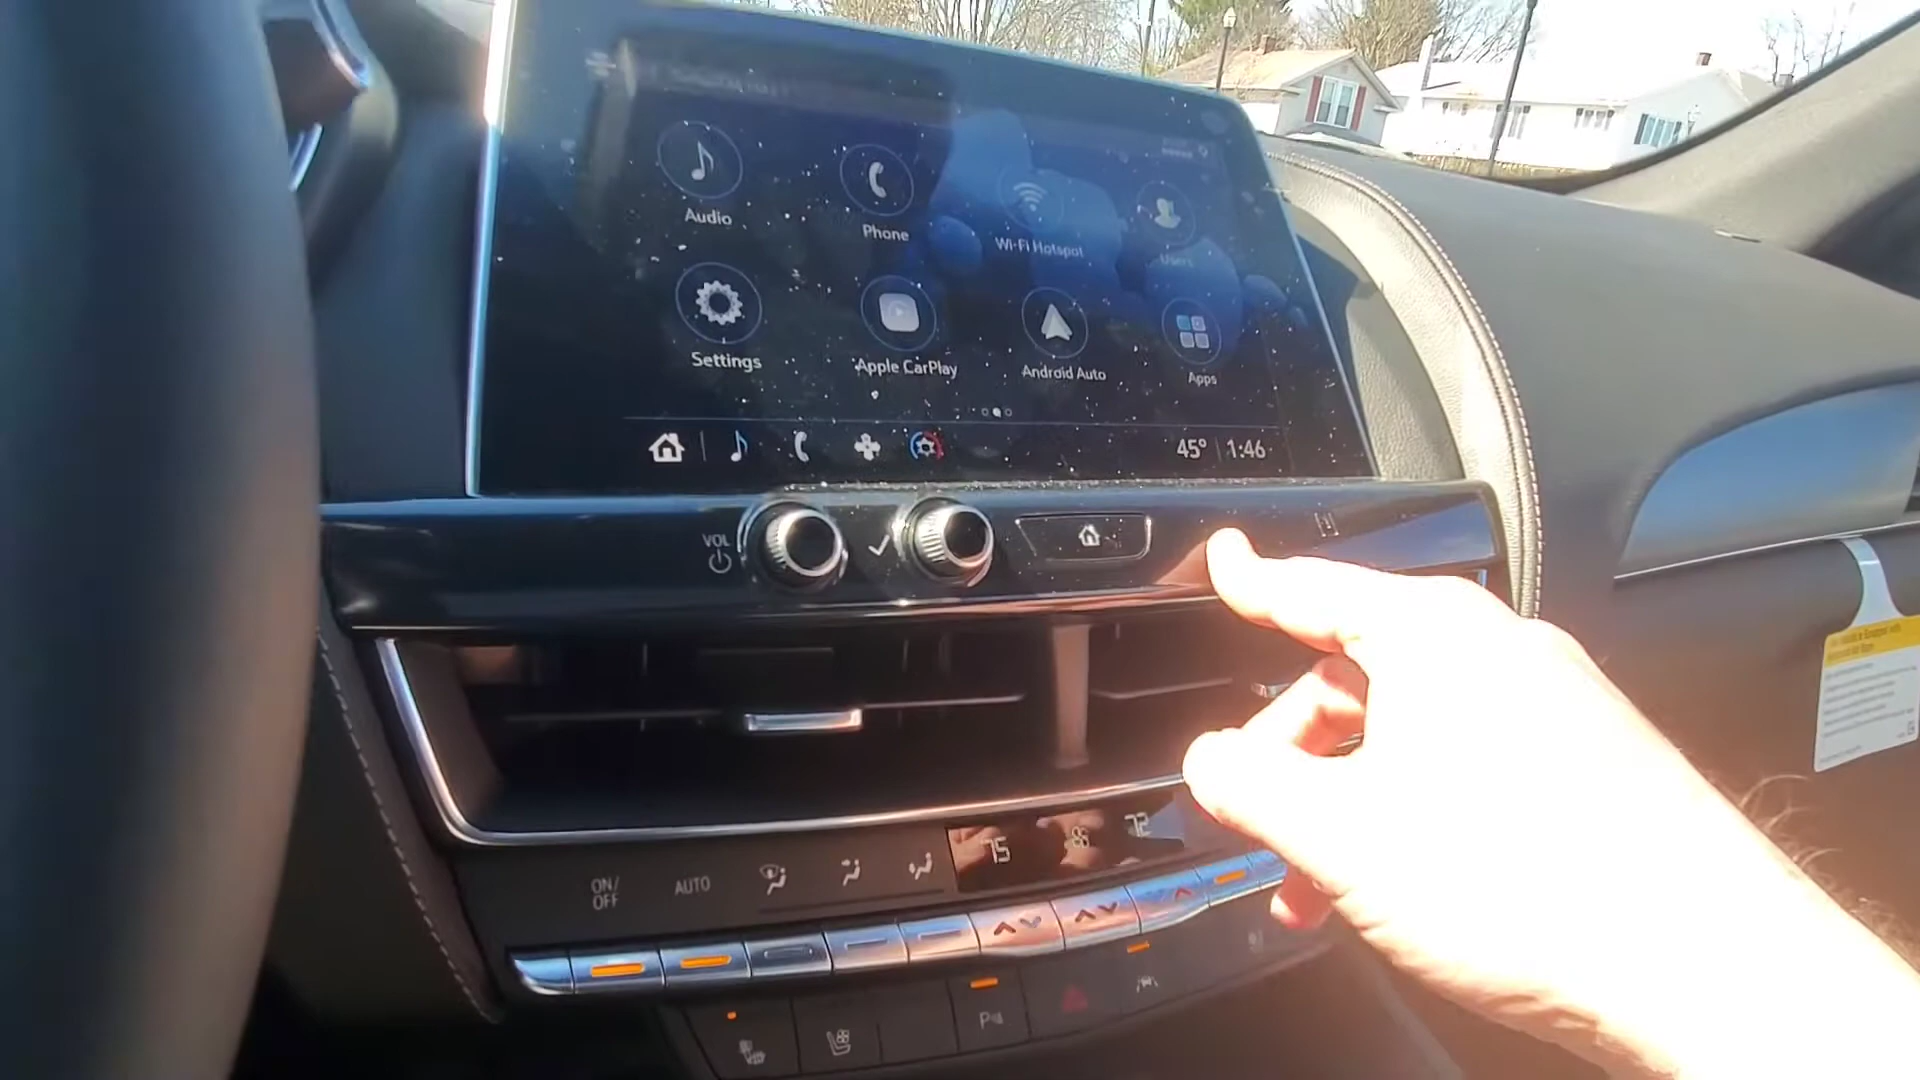 Audio
Phone
Wi-Fi Hotspot
Users
Settings
Apple CarPlay
Android Auto
Apps
45° 1:46
VOL
75 72
ON/
OFF
AUTO
P